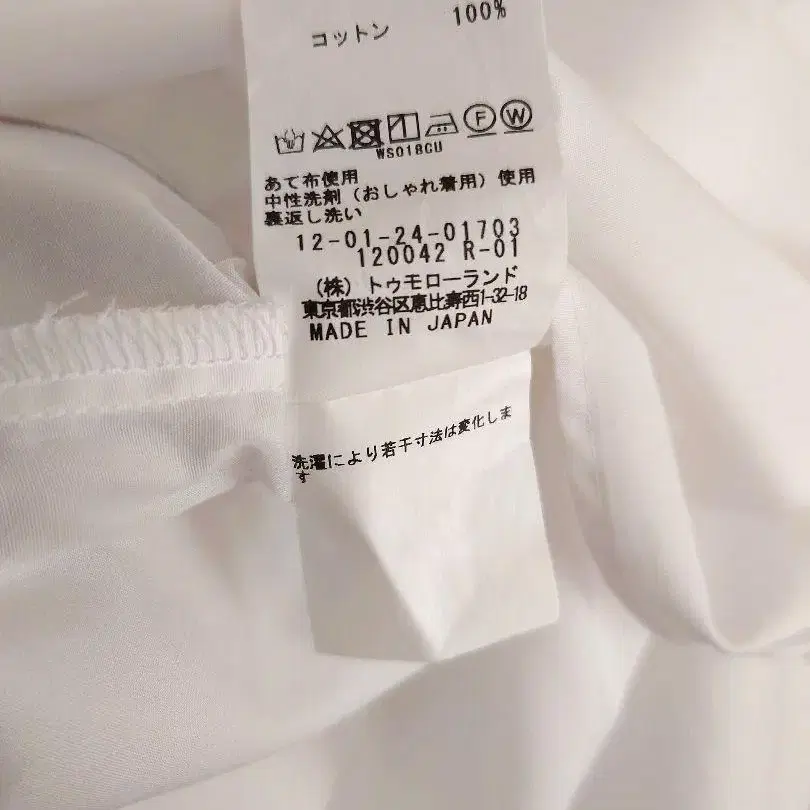 コットン 100%
F W
WS018CU
あて布使用
中性洗剤（おしゃれ着用）使用
裏返し洗い
12-01-24-01703
120042 R-01
（株）トゥモローランド
東京都渋谷区恵比寿西1-32-18
MADE IN JAPAN
洗濯により若干寸法は変化しま
す